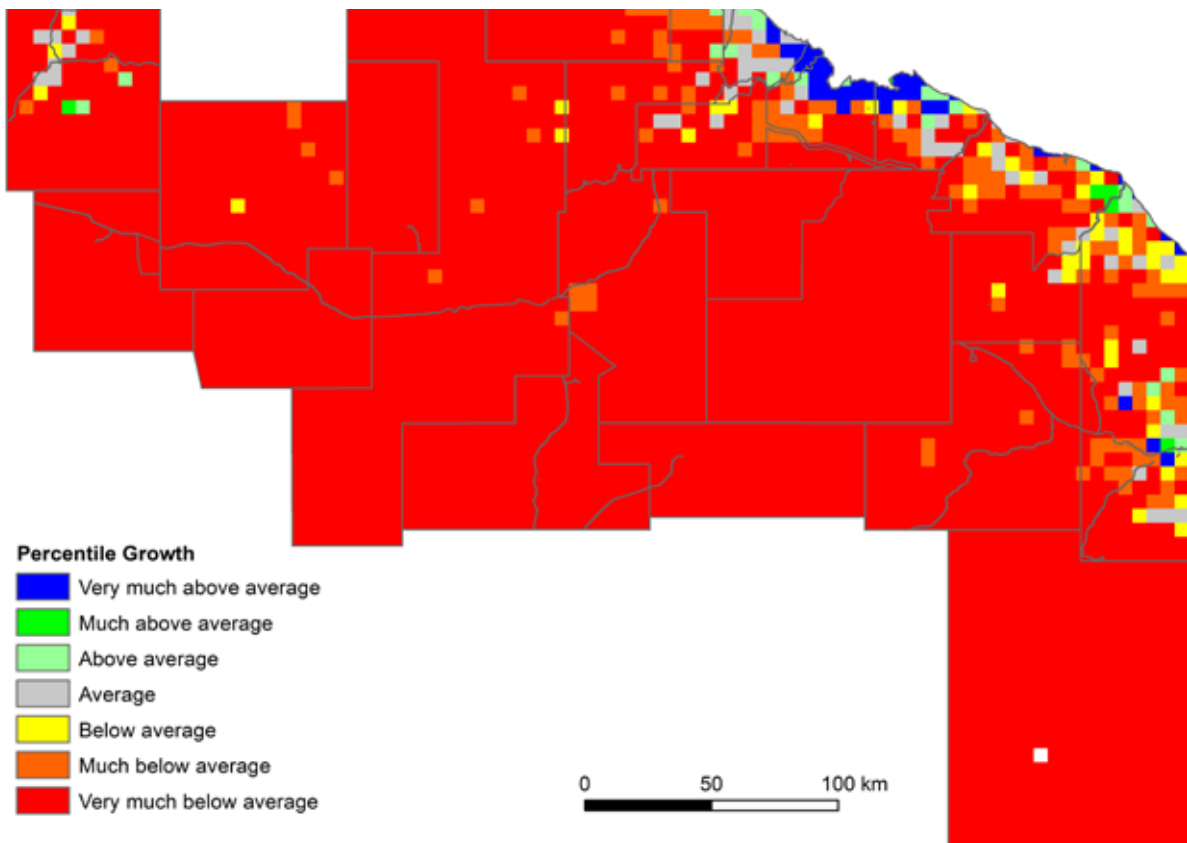 Percentile Growth
Very much above average
Much above average
Above average
Average
Below average
Much below average
Very much below average
0 50 100 km